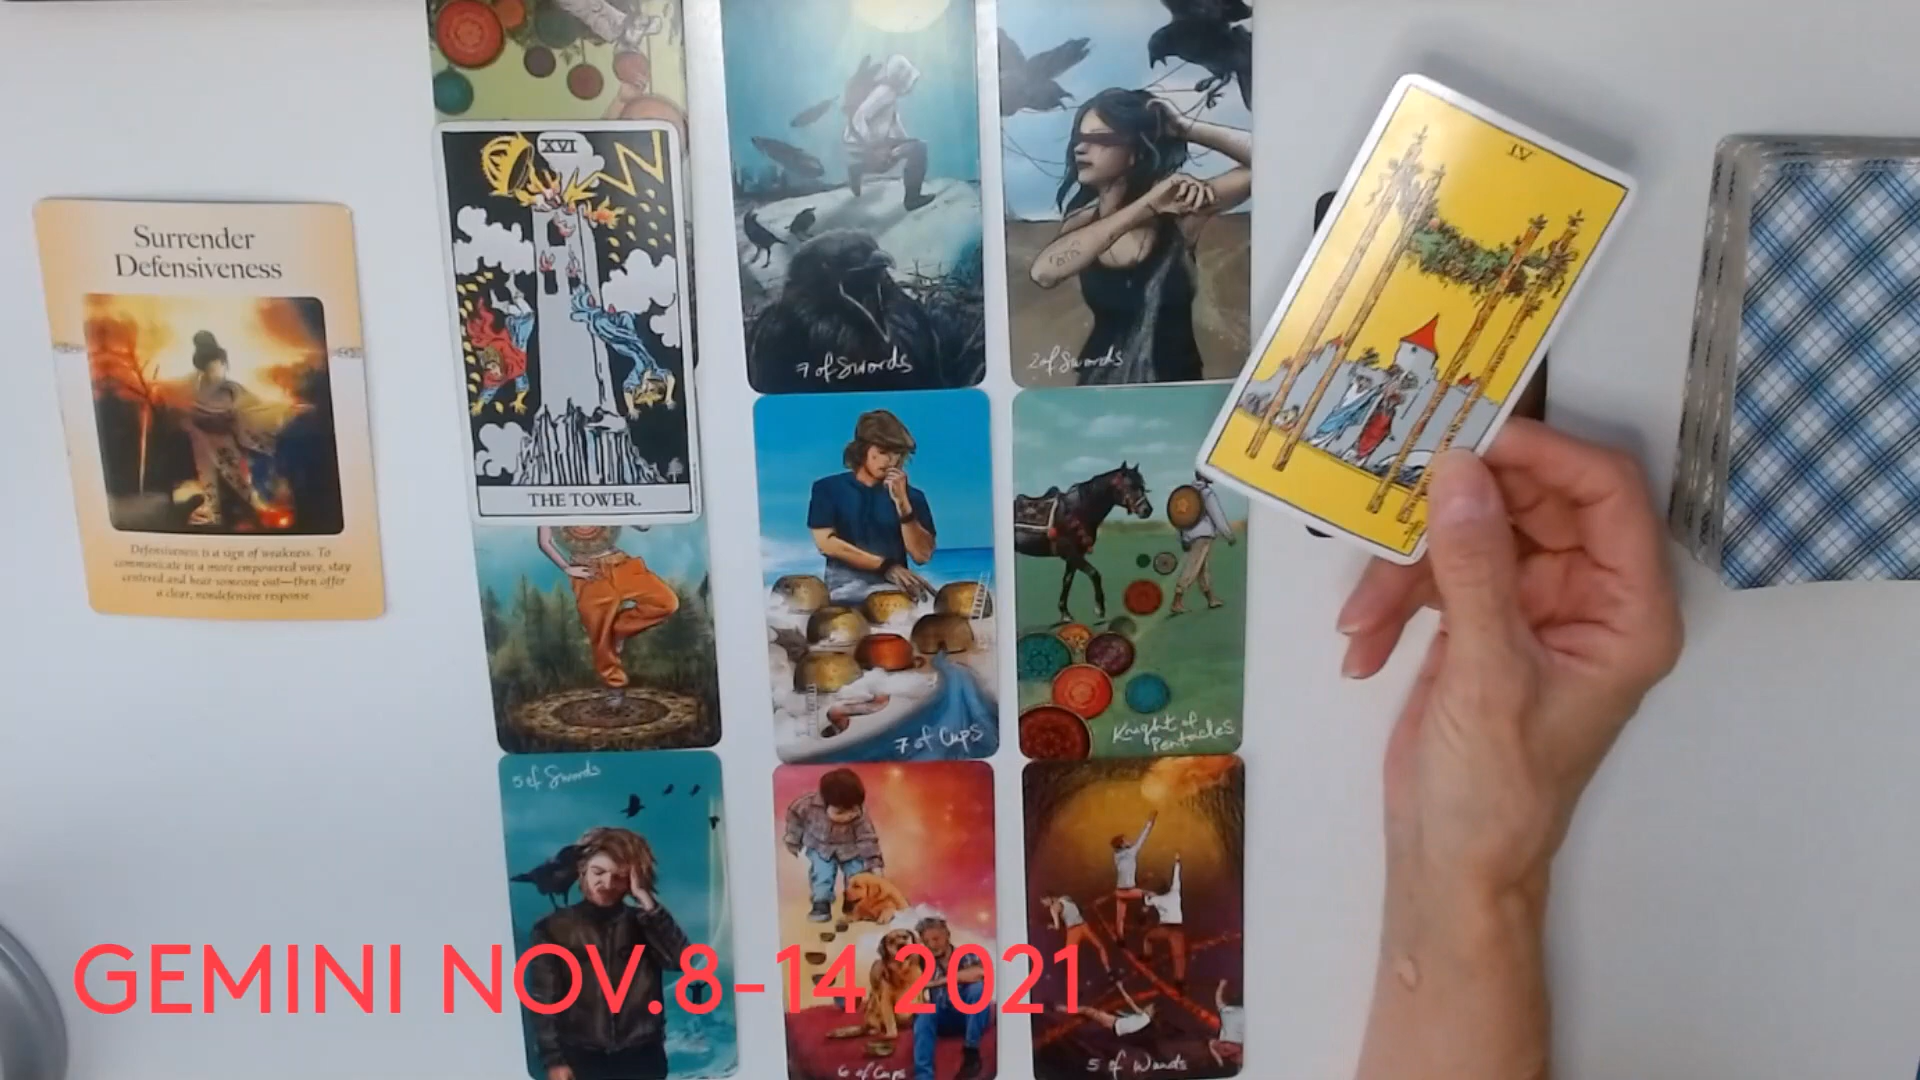 Surrender
Defensiveness
Defensiveness is a sign of weakness. To
communicate in a more empowered way, stay
centered and hear someone out—then offer
a clear, nondefensive response.
XVI
THE TOWER.
7 of Swords
2 of Swords
IV
7 of Cups
Knight of
Pentacles
5 of Swords
6 of Cups
5 of Wands
GEMINI NOV.8-14 2021